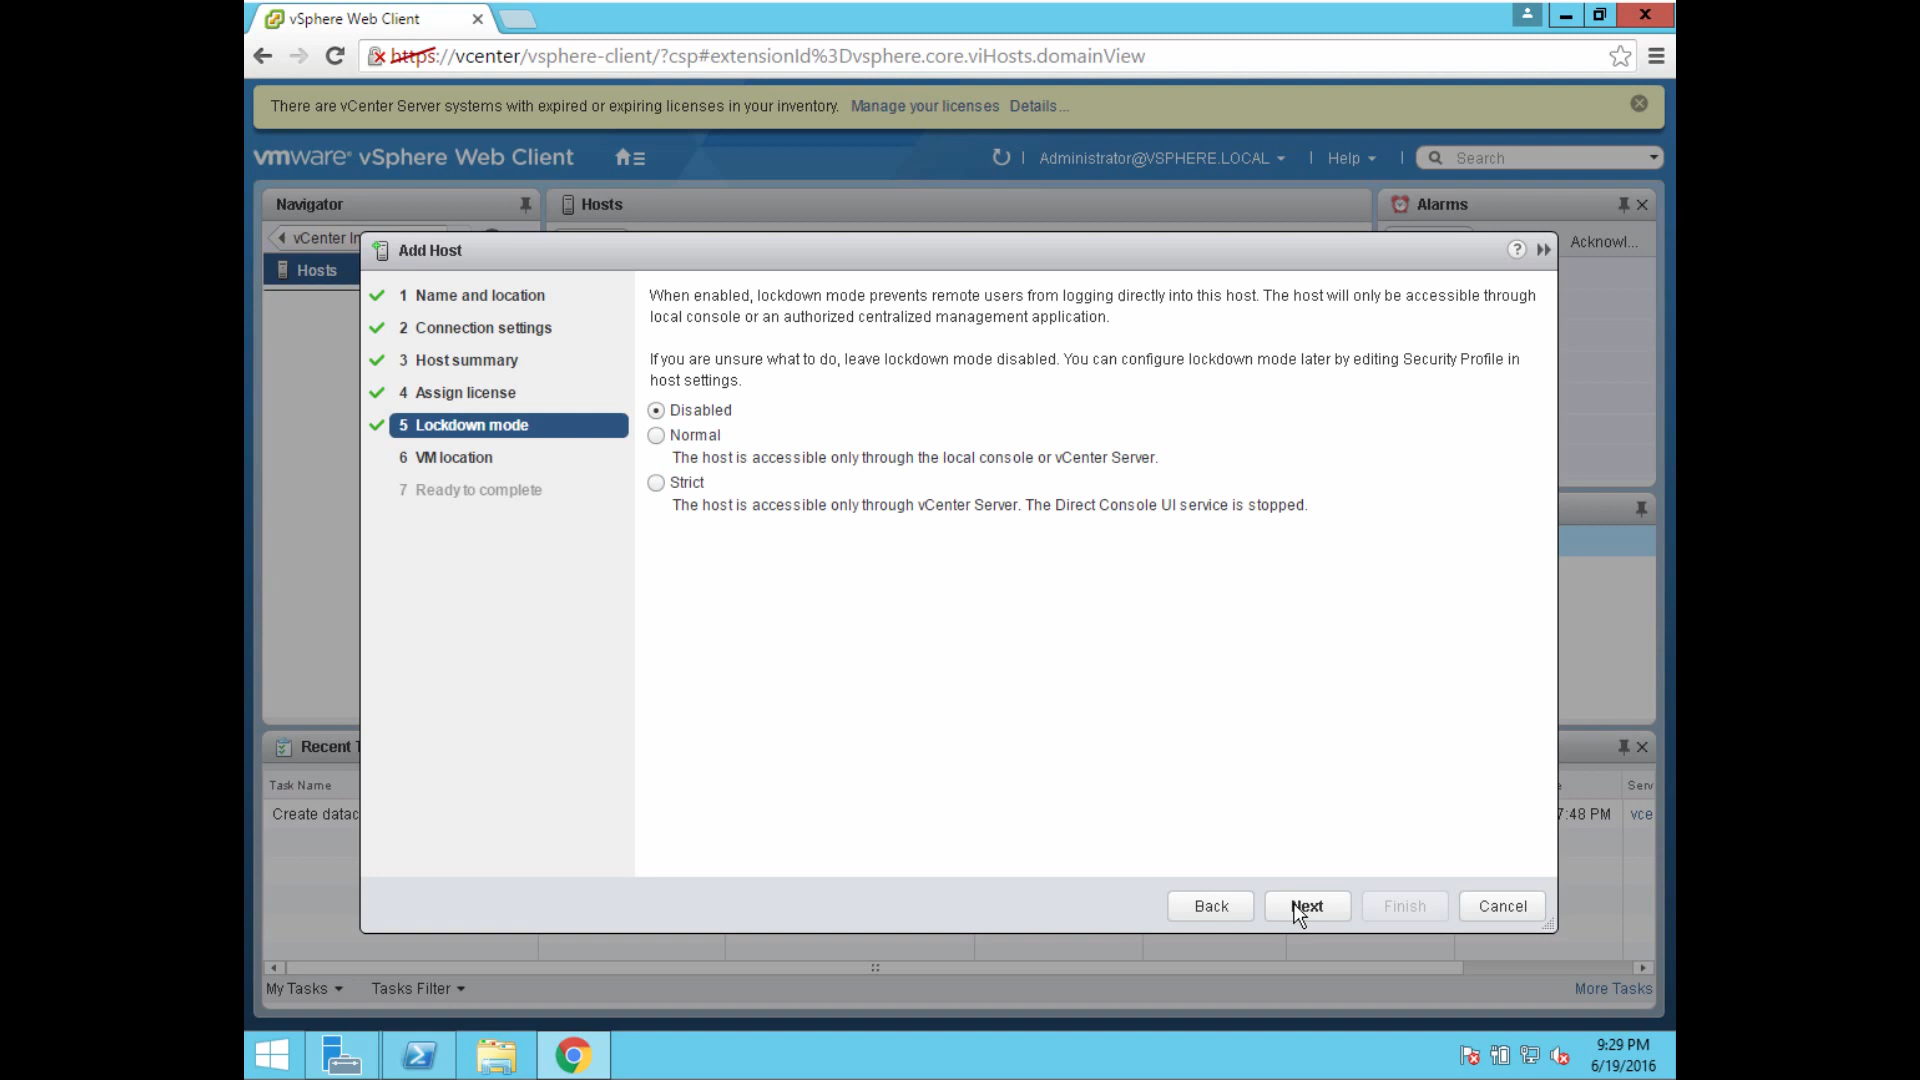 vSphere Web Client
https://vcenter/vsphere-client/?csp#extensionId%3Dvsphere.core.viHosts.domainView
There are vCenter Server systems with expired or expiring licenses in your inventory. Manage your licenses Details...
vmware® vSphere Web Client
Administrator@VSPHERE.LOCAL
Help
Search
Navigator
Hosts
Alarms
vCenter In
Acknowl...
Hosts
Add Host
1 Name and location
2 Connection settings
3 Host summary
4 Assign license
5 Lockdown mode
6 VM location
7 Ready to complete
When enabled, lockdown mode prevents remote users from logging directly into this host. The host will only be accessible through
local console or an authorized centralized management application.
If you are unsure what to do, leave lockdown mode disabled. You can configure lockdown mode later by editing Security Profile in
host settings.
Disabled
Normal
The host is accessible only through the local console or vCenter Server.
Strict
The host is accessible only through vCenter Server. The Direct Console UI service is stopped.
Recent T
Task Name
Serv
Create datac
7:48 PM
vce
Back
Next
Finish
Cancel
My Tasks
Tasks Filter
More Tasks
9:29 PM
6/19/2016